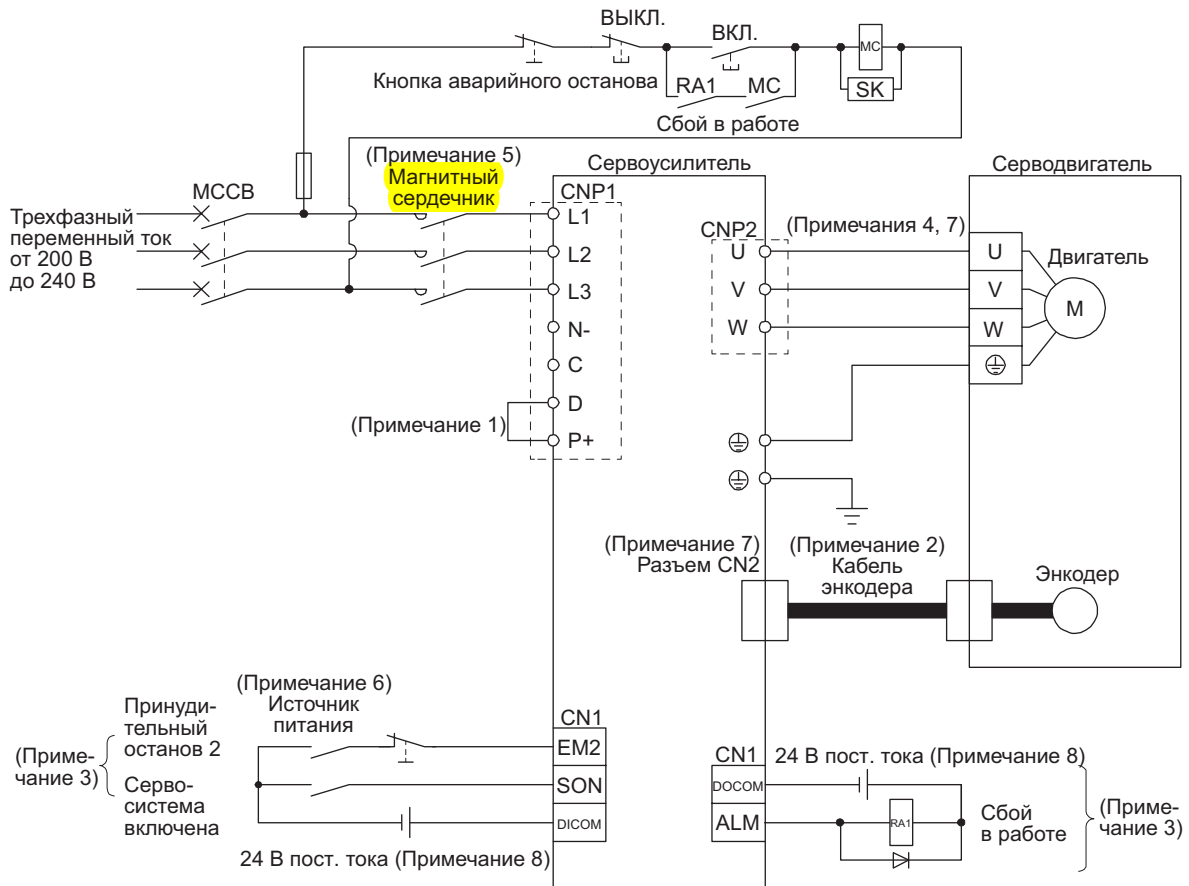 ВЫКЛ.
ВКЛ.
MC
Кнопка аварийного останова
RA1 MC
SK
Сбой в работе
(Примечание 5)
Магнитный
сердечник
MCCB
Трехфазный
переменный ток
от 200 В
до 240 В
Сервоусилитель
Серводвигатель
CNP1
L1
L2
L3
N-
C
D
P+
(Примечание 1)
CNP2
U
V
W
(Примечания 4, 7)
U
V
W
Двигатель
M
(Примечание 7)
Разъем CN2
(Примечание 2)
Кабель
энкодера
Энкодер
(Примечание 6)
Источник
питания
Принуди-
тельный
останов 2
(Приме-
чание 3)
Серво-
система
включена
CN1
EM2
SON
DICOM
24 В пост. тока (Примечание 8)
CN1
DOCOM
ALM
24 В пост. тока (Примечание 8)
RA1
Сбой
в работе
(Приме-
чание 3)